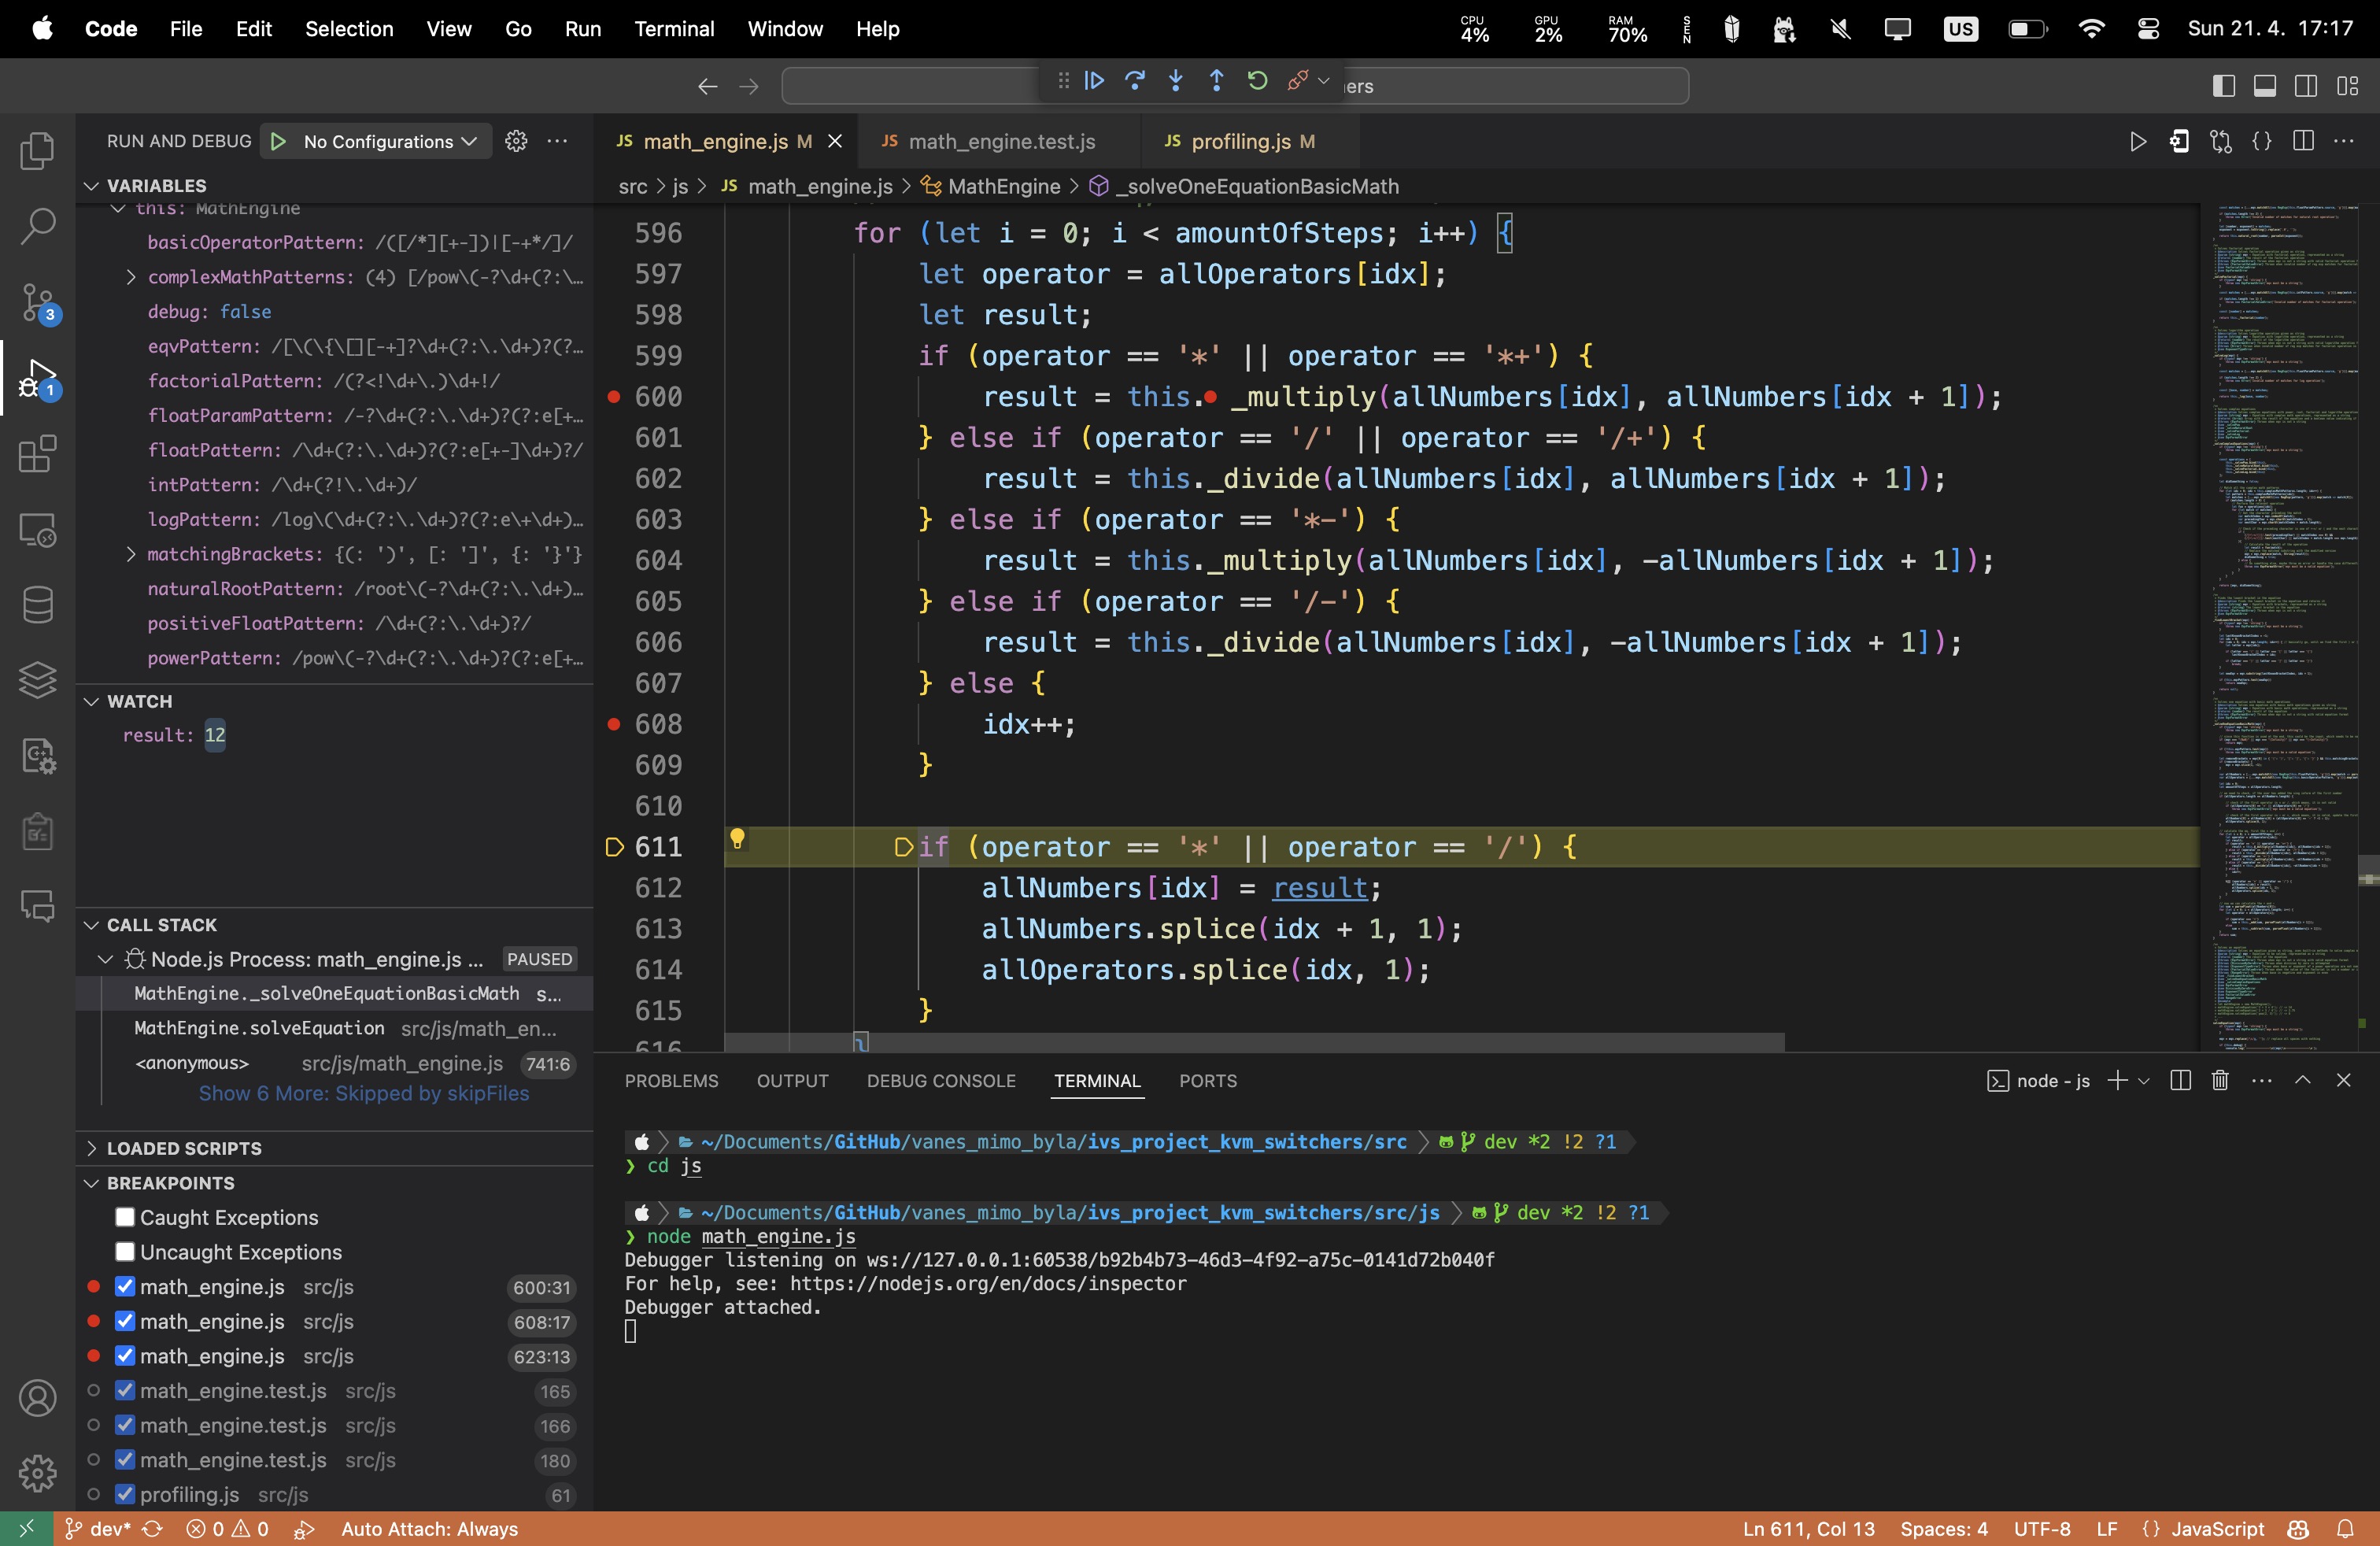 Code File Edit Selection View Go Run Terminal Window Help
CPU 4% GPU 2% RAM 70% SEN US Sun 21. 4. 17:17
ers
RUN AND DEBUG No Configurations
math_engine.js M
math_engine.test.js
profiling.js M
src > js > JS math_engine.js > MathEngine > _solveOneEquationBasicMath
VARIABLES
this: MathEngine
basicOperatorPattern: /([/*][+-])|[-+*/]/
complexMathPatterns: (4) [/pow\(-?\d+(?:\…
debug: false
eqvPattern: /[\(\{\[][-+]?\d+(?:\.\d+)?(?…
factorialPattern: /(?<!\d+\.)\d+!/
floatParamPattern: /-?\d+(?:\.\d+)?(?:e[+…
floatPattern: /\d+(?:\.\d+)?(?:e[+-]\d+)?/
intPattern: /\d+(?!\.\d+)/
logPattern: /log\(\d+(?:\.\d+)?(?:e\+\d+)…
matchingBrackets: {(: ')', [: ']', {: '}'}
naturalRootPattern: /root\(-?\d+(?:\.\d+)…
positiveFloatPattern: /\d+(?:\.\d+)?/
powerPattern: /pow\(-?\d+(?:\.\d+)?(?:e[+…
WATCH
result: 12
CALL STACK
Node.js Process: math_engine.js ... PAUSED
MathEngine._solveOneEquationBasicMath s...
MathEngine.solveEquation src/js/math_en...
<anonymous> src/js/math_engine.js 741:6
Show 6 More: Skipped by skipFiles
LOADED SCRIPTS
BREAKPOINTS
Caught Exceptions
Uncaught Exceptions
math_engine.js src/js 600:31
math_engine.js src/js 608:17
math_engine.js src/js 623:13
math_engine.test.js src/js 165
math_engine.test.js src/js 166
math_engine.test.js src/js 180
profiling.js src/js 61
596 for (let i = 0; i < amountOfSteps; i++) {
597 let operator = allOperators[idx];
598 let result;
599 if (operator == '*' || operator == '*+') {
600 result = this. _multiply(allNumbers[idx], allNumbers[idx + 1]);
601 } else if (operator == '/' || operator == '/+') {
602 result = this._divide(allNumbers[idx], allNumbers[idx + 1]);
603 } else if (operator == '*-') {
604 result = this._multiply(allNumbers[idx], -allNumbers[idx + 1]);
605 } else if (operator == '/-') {
606 result = this._divide(allNumbers[idx], -allNumbers[idx + 1]);
607 } else {
608 idx++;
609 }
610
611 if (operator == '*' || operator == '/') {
612 allNumbers[idx] = result;
613 allNumbers.splice(idx + 1, 1);
614 allOperators.splice(idx, 1);
615 }
616 }
PROBLEMS OUTPUT DEBUG CONSOLE TERMINAL PORTS node - js
~/Documents/GitHub/vanes_mimo_byla/ivs_project_kvm_switchers/src dev *2 !2 ?1
❯ cd js
~/Documents/GitHub/vanes_mimo_byla/ivs_project_kvm_switchers/src/js dev *2 !2 ?1
❯ node math_engine.js
Debugger listening on ws://127.0.0.1:60538/b92b4b73-46d3-4f92-a75c-0141d72b040f
For help, see: https://nodejs.org/en/docs/inspector
Debugger attached.
dev* 0 0 Auto Attach: Always Ln 611, Col 13 Spaces: 4 UTF-8 LF {} JavaScript